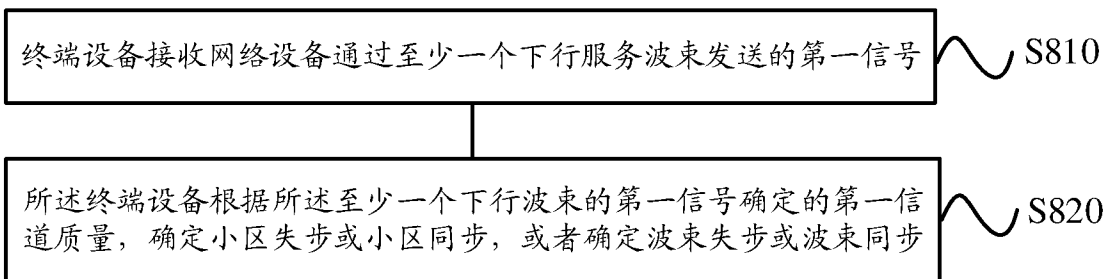 终端设备接收网络设备通过至少一个下行服务波束发送的第一信号
S810
所述终端设备根据所述至少一个下行波束的第一信号确定的第一信
道质量，确定小区失步或小区同步，或者确定波束失步或波束同步
S820